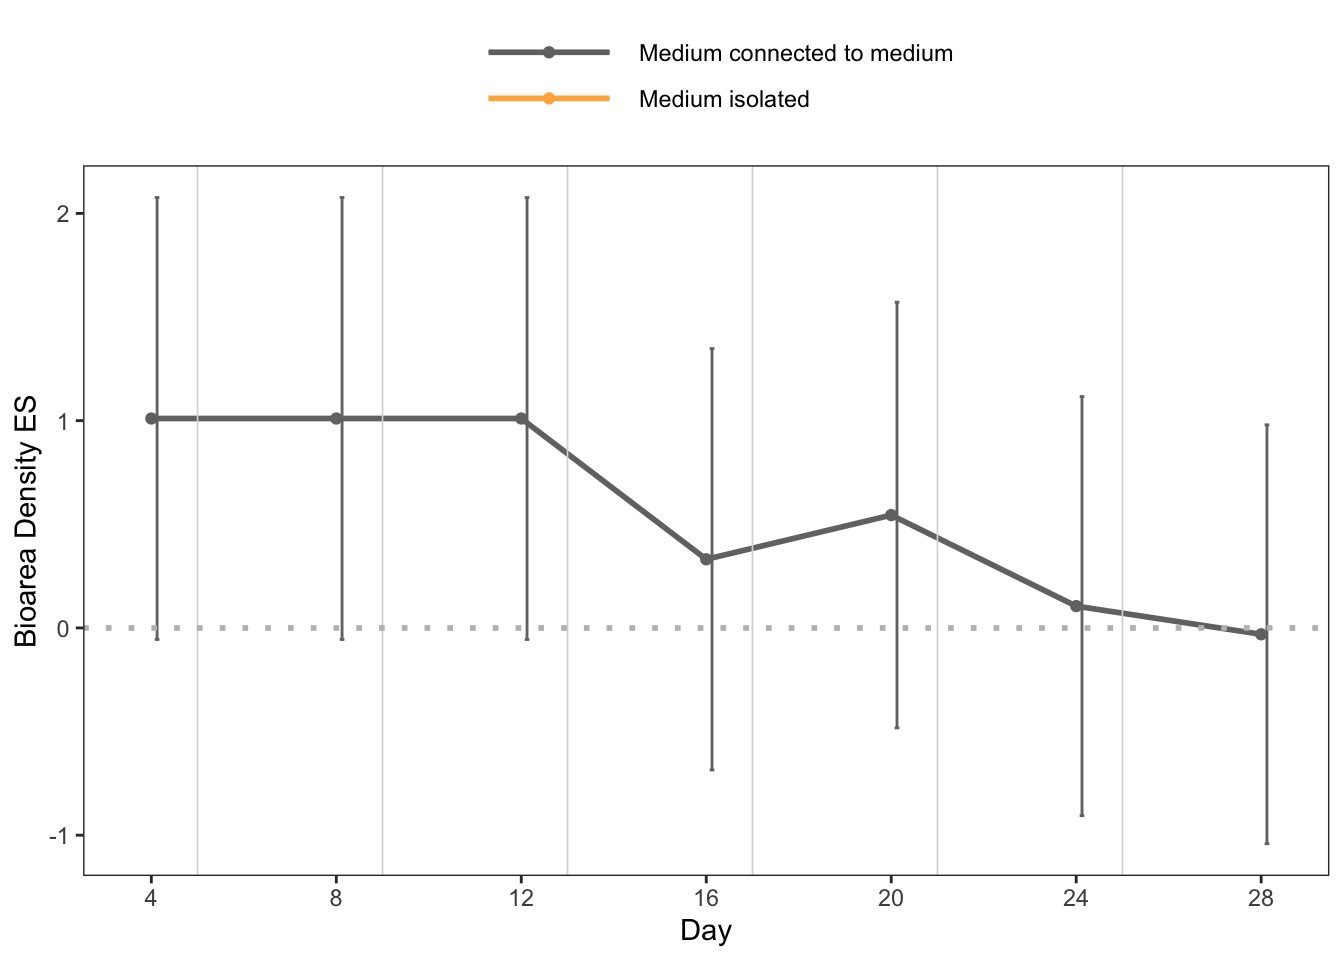 Medium connected to medium
Medium isolated
Bioarea Density ES
2
1
0
-1
4 8 12 16 20 24 28
Day